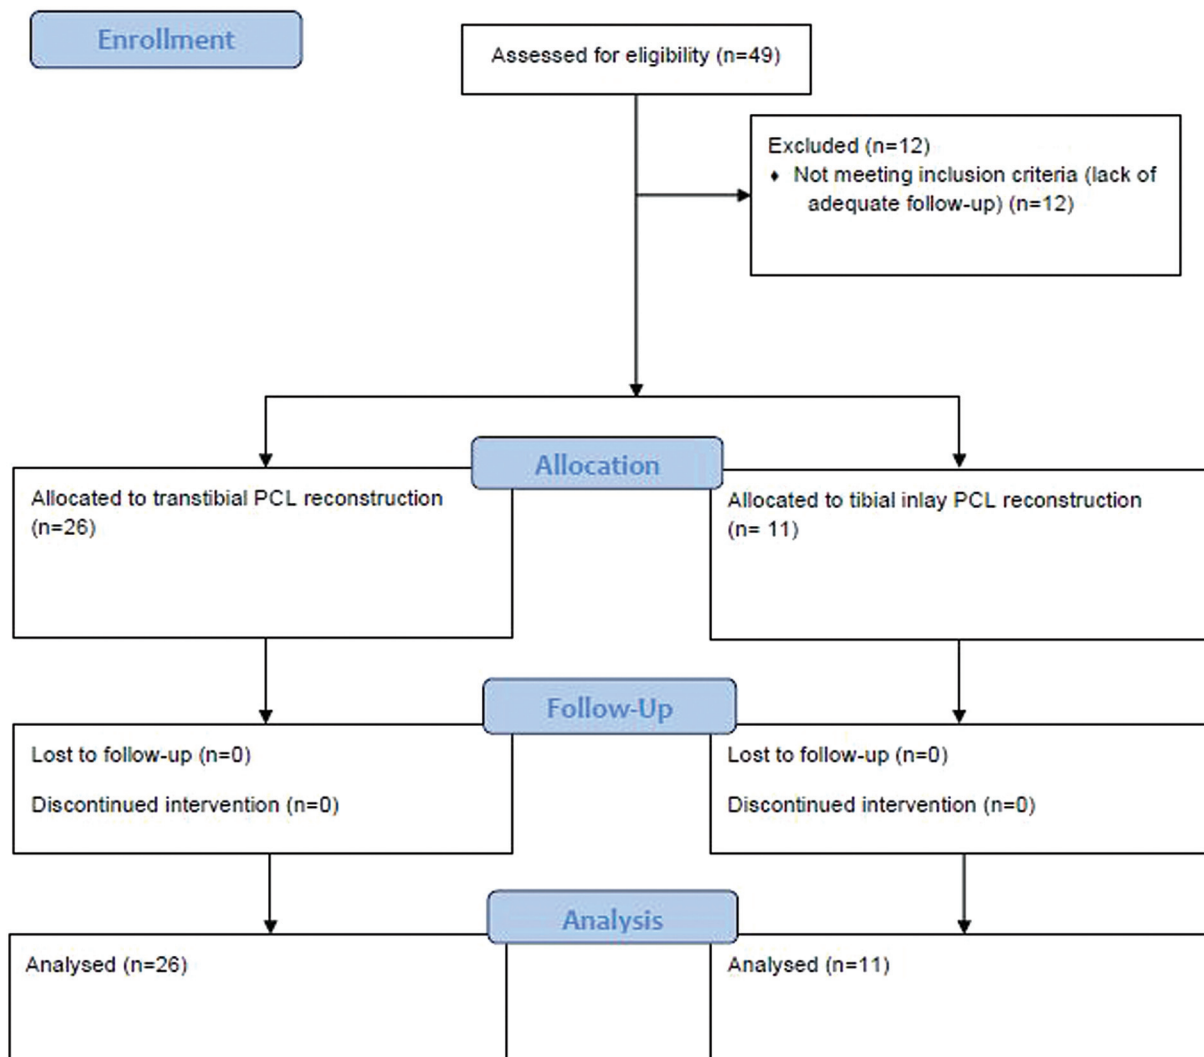 Enrollment
Assessed for eligibility (n=49)
Excluded (n=12)
♦ Not meeting inclusion criteria (lack of
adequate follow-up) (n=12)
Allocation
Allocated to transtibial PCL reconstruction
(n=26)
Allocated to tibial inlay PCL reconstruction
(n= 11)
Follow-Up
Lost to follow-up (n=0)
Discontinued intervention (n=0)
Lost to follow-up (n=0)
Discontinued intervention (n=0)
Analysis
Analysed (n=26)
Analysed (n=11)